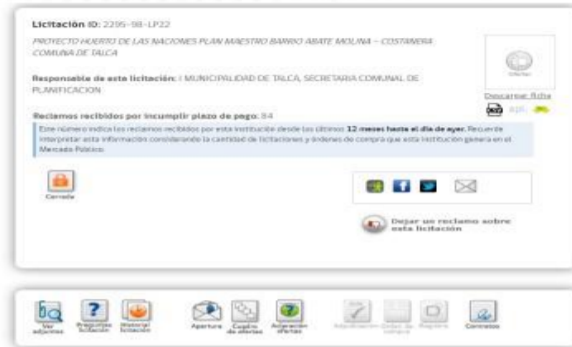 Licitación ID: 2295-98-LP22
PROYECTO HUERTO DE LAS NACIONES PLAN MAESTRO BARRIO ABATE MOLINA – COSTANERA
COMUNA DE TALCA
Responsable de esta licitación: I MUNICIPALIDAD DE TALCA, SECRETARIA COMUNAL DE
PLANIFICACION
Descargar ficha
Reclamos recibidos por incumplir plazo de pago: 84
Este número indica los reclamos recibidos por esta institución desde los últimos 12 meses hasta el día de ayer. Recuerde
interpretar esta información considerando la cantidad de licitaciones y órdenes de compra que esta institución genera en el
Mercado Público.
Cerrada
Dejar un reclamo sobre
esta licitación
Ver
adjuntos
Preguntas
licitación
Historial
licitación
Apertura
Cuadro
de ofertas
Aclaración
ofertas
Adjudicación
Contratos